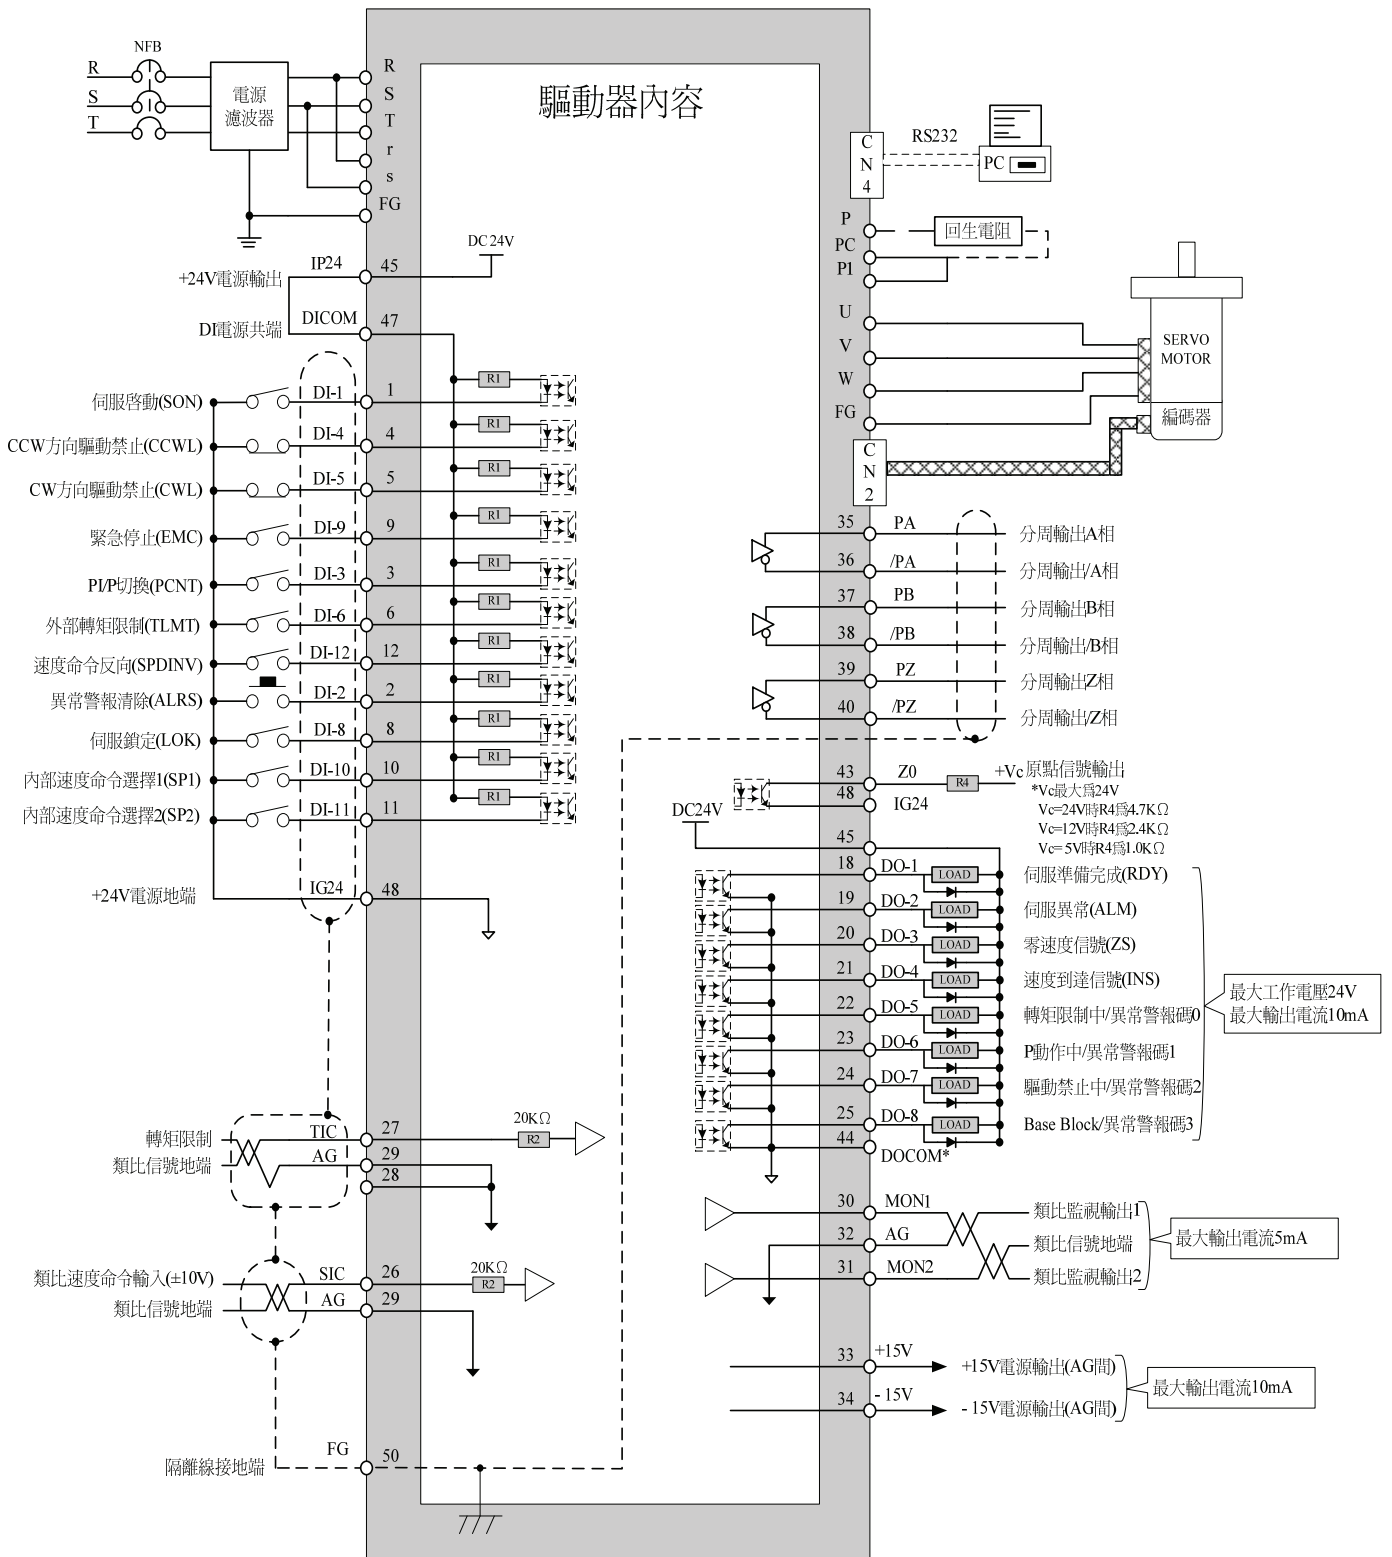 NFB
R
S
T
電源
濾波器
R
S
T
r
s
FG
驅動器內容
DC24V
+24V電源輸出
IP24
45
DI電源共端
DICOM
47
伺服啓動(SON)
DI-1
1
R1
CCW方向驅動禁止(CCWL)
DI-4
4
R1
CW方向驅動禁止(CWL)
DI-5
5
R1
緊急停止(EMC)
DI-9
9
R1
PI/P切換(PCNT)
DI-3
3
R1
外部轉矩限制(TLMT)
DI-6
6
R1
速度命令反向(SPDINV)
DI-12
12
R1
異常警報清除(ALRS)
DI-2
2
R1
伺服鎖定(LOK)
DI-8
8
R1
內部速度命令選擇1(SP1)
DI-10
10
R1
內部速度命令選擇2(SP2)
DI-11
11
R1
+24V電源地端
IG24
48
轉矩限制
TIC
27
20KΩ
R2
類比信號地端
AG
29
28
類比速度命令輸入(±10V)
SIC
26
20KΩ
R2
類比信號地端
AG
29
隔離線接地端
FG
50
C
N
4
RS232
PC
P
PC
P1
回生電阻
U
V
W
FG
SERVO
MOTOR
編碼器
C
N
2
35
PA
分周輸出A相
36
/PA
分周輸出/A相
37
PB
分周輸出B相
38
/PB
分周輸出/B相
39
PZ
分周輸出Z相
40
/PZ
分周輸出/Z相
43
Z0
R4
+Vc
原點信號輸出
48
IG24
*Vc最大爲24V
Vc=24V時R4爲4.7KΩ
Vc=12V時R4爲2.4KΩ
Vc=5V時R4爲1.0KΩ
DC24V
45
18
DO-1
LOAD
伺服準備完成(RDY)
19
DO-2
LOAD
伺服異常(ALM)
20
DO-3
LOAD
零速度信號(ZS)
21
DO-4
LOAD
速度到達信號(INS)
22
DO-5
LOAD
轉矩限制中/異常警報碼0
23
DO-6
LOAD
P動作中/異常警報碼1
24
DO-7
LOAD
驅動禁止中/異常警報碼2
25
DO-8
LOAD
Base Block/異常警報碼3
44
DOCOM*
最大工作電壓24V
最大輸出電流10mA
30
MON1
類比監視輸出1
32
AG
類比信號地端
31
MON2
類比監視輸出2
最大輸出電流5mA
33
+15V
+15V電源輸出(AG間)
34
- 15V
- 15V電源輸出(AG間)
最大輸出電流10mA